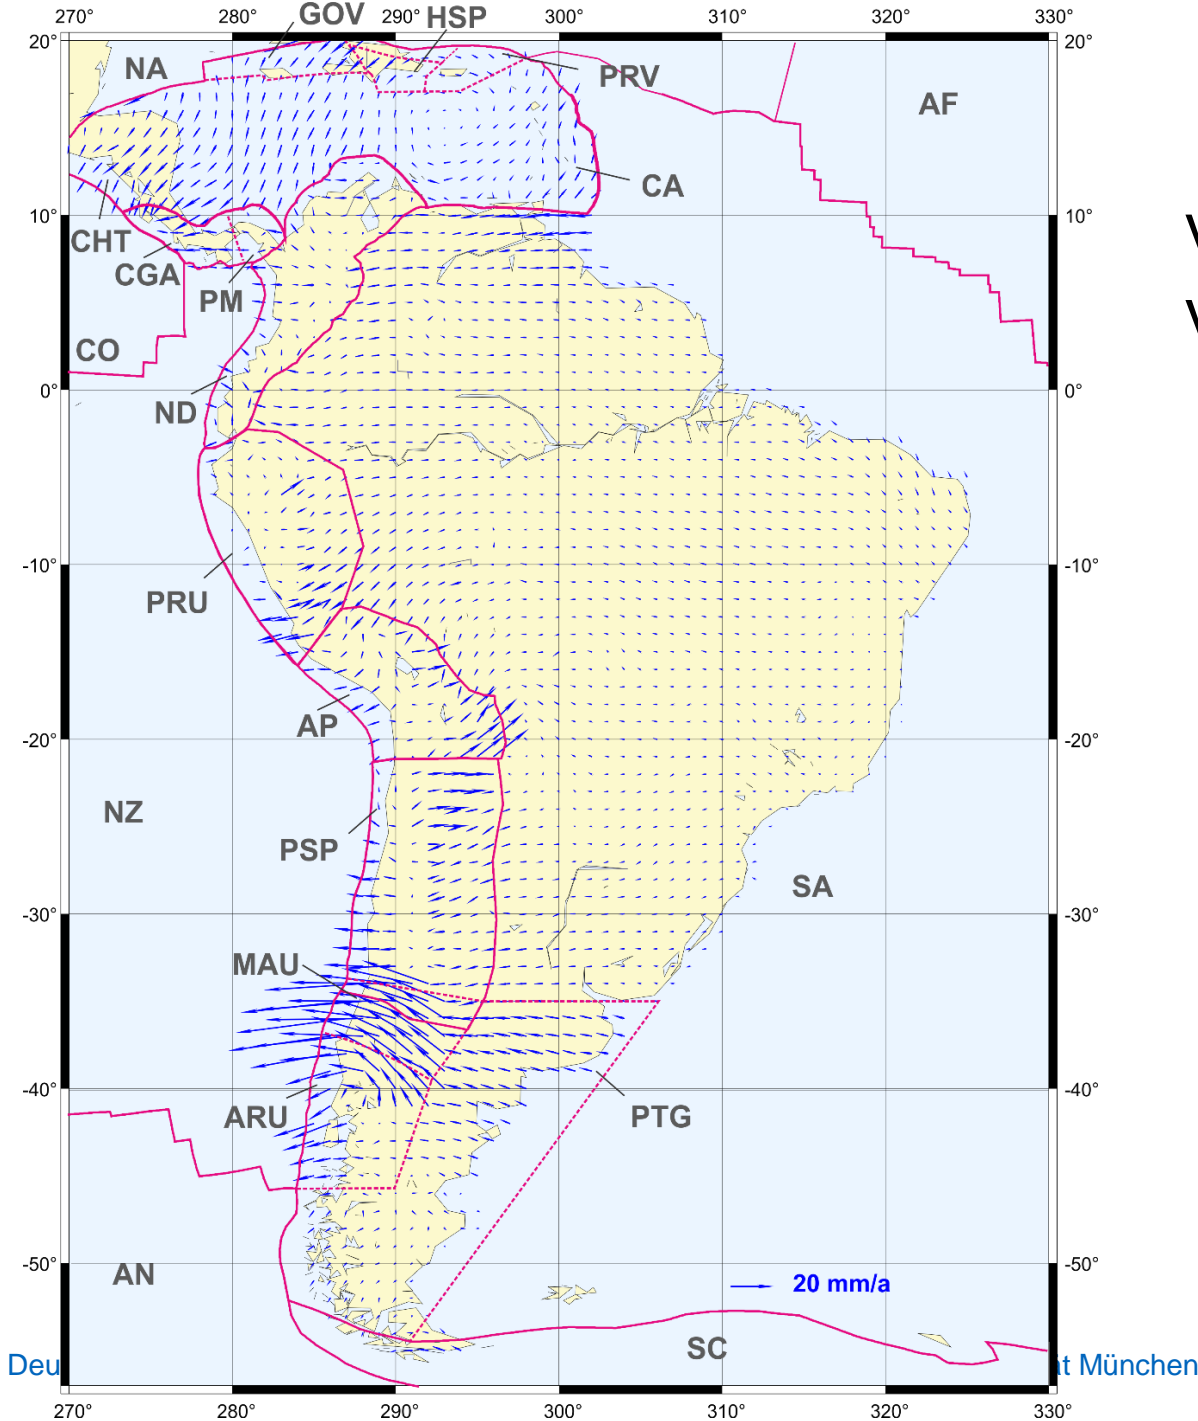 270° 280° 290° 300° 310° 320° 330°
GOV HSP
20° 20°
NA PRV
AF
CA
10° 10°
CHT
CGA
PM
CO
0° 0°
ND
-10° -10°
PRU
AP
-20° -20°
NZ
PSP
SA
-30° -30°
MAU
-40° -40°
ARU PTG
-50° -50°
AN
20 mm/a
SC
Deu
ät München
270° 280° 290° 300° 310° 320° 330°